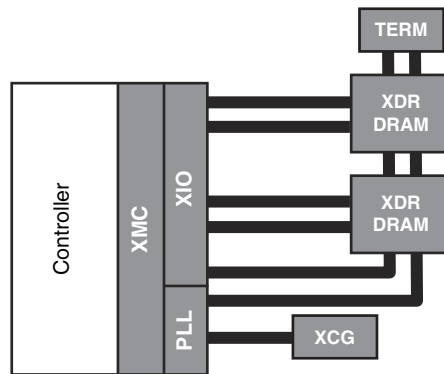 TERM
XDR
DRAM
XDR
DRAM
Controller
XMC
XIO
PLL
XCG